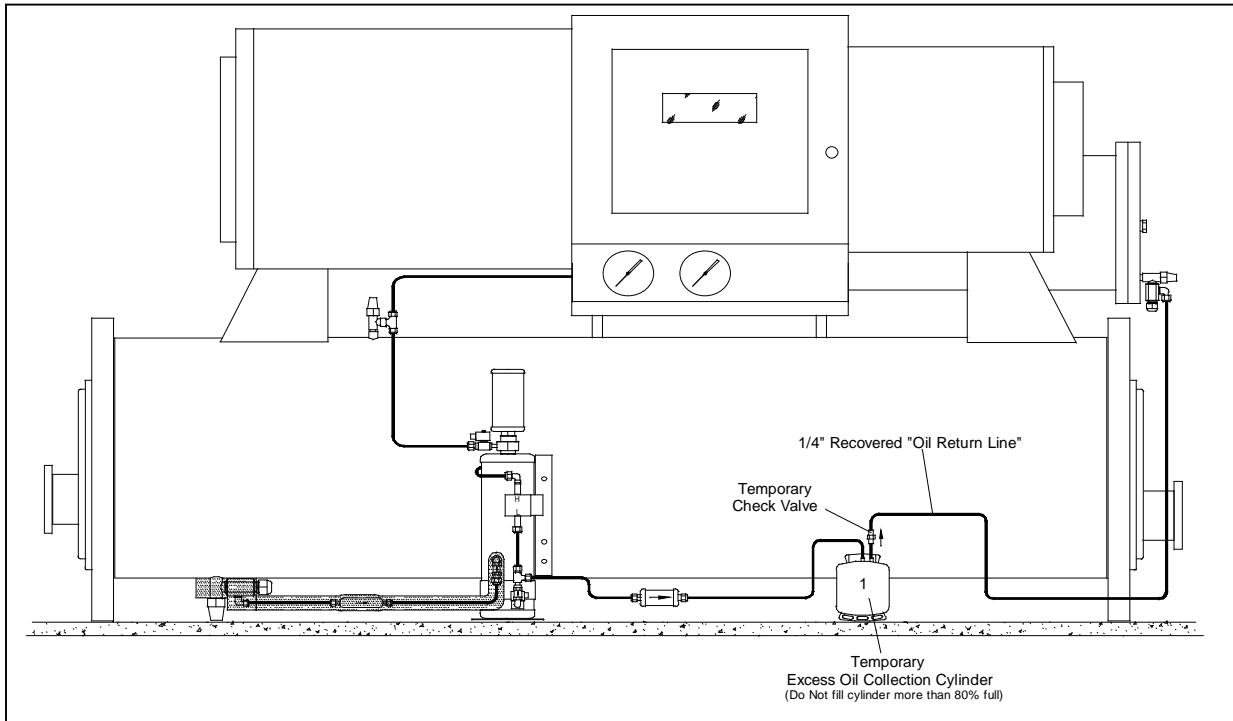 1/4" Recovered "Oil Return Line"
Temporary
Check Valve
H
1
Temporary
Excess Oil Collection Cylinder
(Do Not fill cylinder more than 80% full)